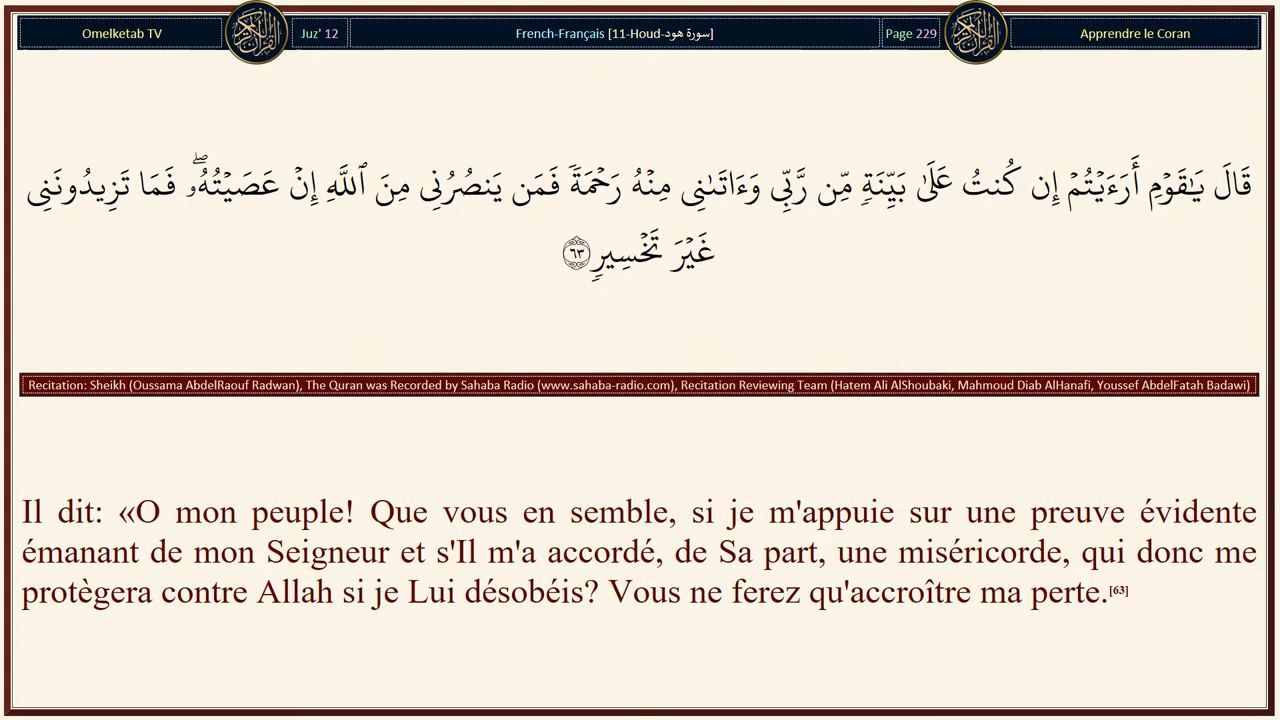 Omelketab TV
Juz' 12
French-Français [11-Houd-سورة هود]
Page 229
Apprendre le Coran
قَالَ يَـٰقَوْمِ أَرَءَيْتُمْ إِن كُنتُ عَلَىٰ بَيِّنَةٍ مِّن رَّبِّى وَءَاتَىٰنِى مِنْهُ رَحْمَةً فَمَن يَنصُرُنِى مِنَ ٱللَّهِ إِنْ عَصَيْتُهُۥ ۖ فَمَا تَزِيدُونَنِى
غَيْرَ تَخْسِيرٍ ٦٣
Recitation: Sheikh (Oussama AbdelRaouf Radwan), The Quran was Recorded by Sahaba Radio (www.sahaba-radio.com), Recitation Reviewing Team (Hatem Ali AlShoubaki, Mahmoud Diab AlHanafi, Youssef AbdelFatah Badawi)
Il dit: «O mon peuple! Que vous en semble, si je m'appuie sur une preuve évidente
émanant de mon Seigneur et s'Il m'a accordé, de Sa part, une miséricorde, qui donc me
protègera contre Allah si je Lui désobéis? Vous ne ferez qu'accroître ma perte.[63]